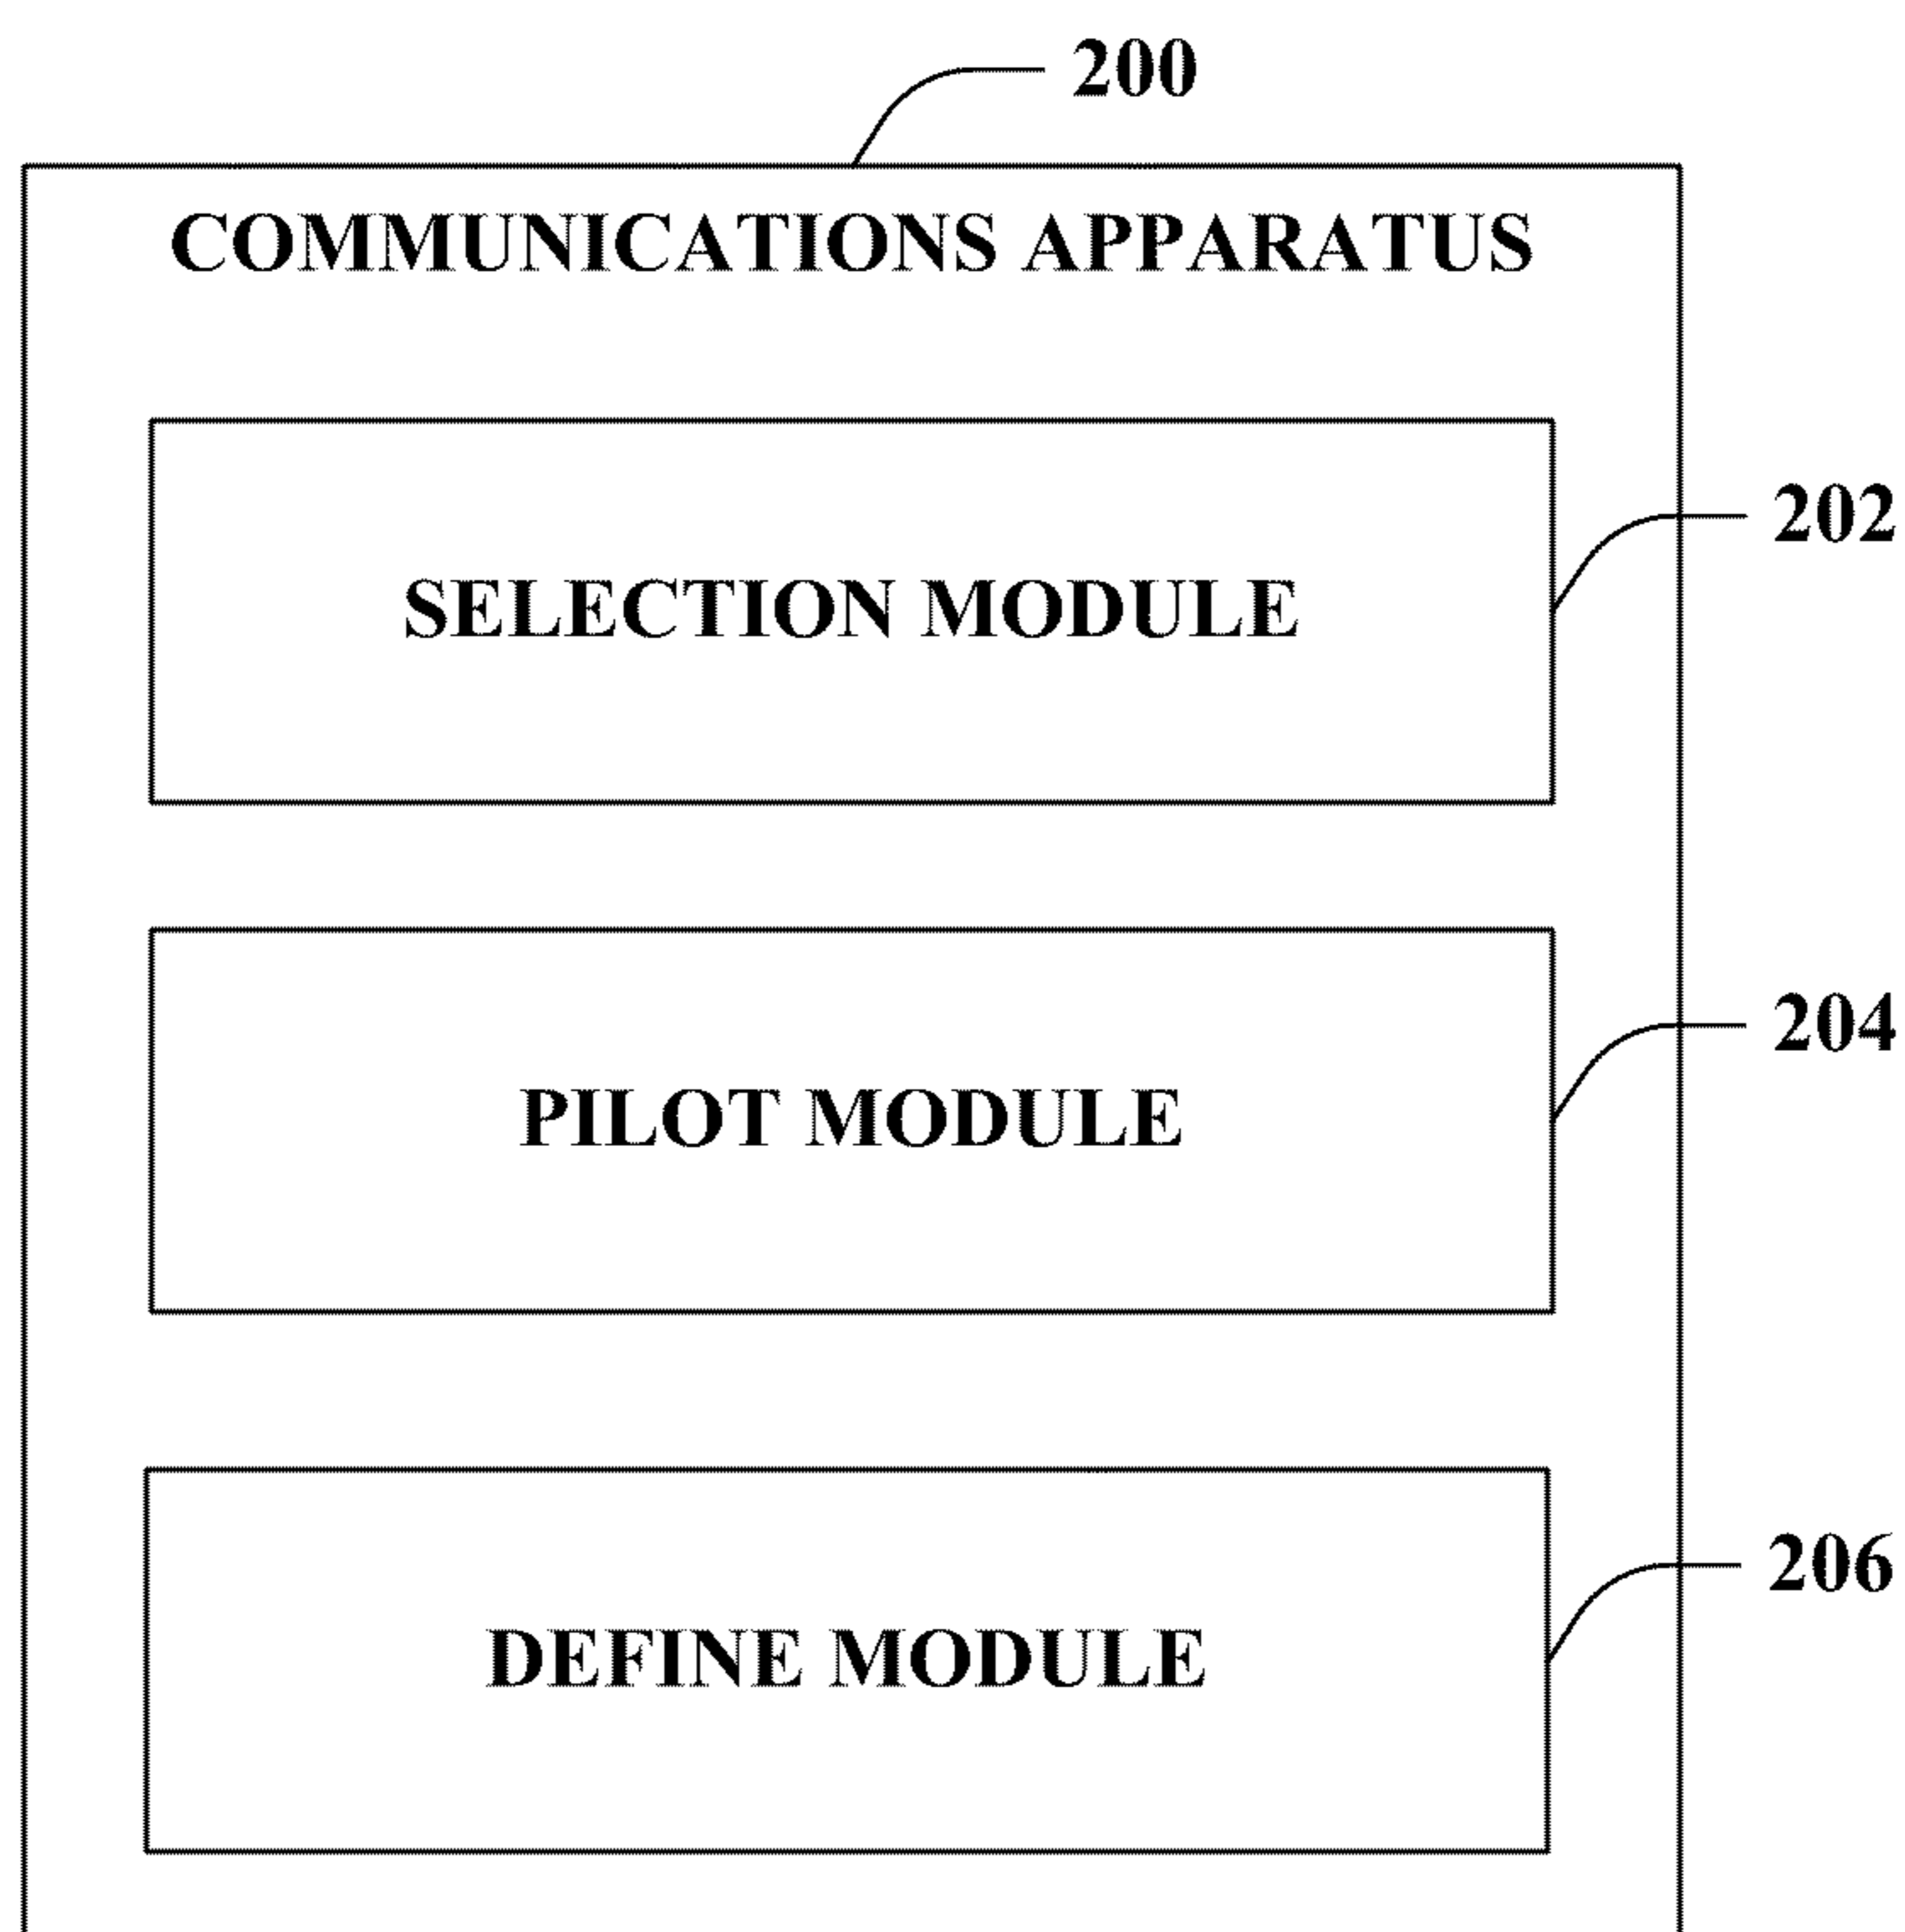 200
COMMUNICATIONS APPARATUS
202
SELECTION MODULE
204
PILOT MODULE
206
DEFINE MODULE